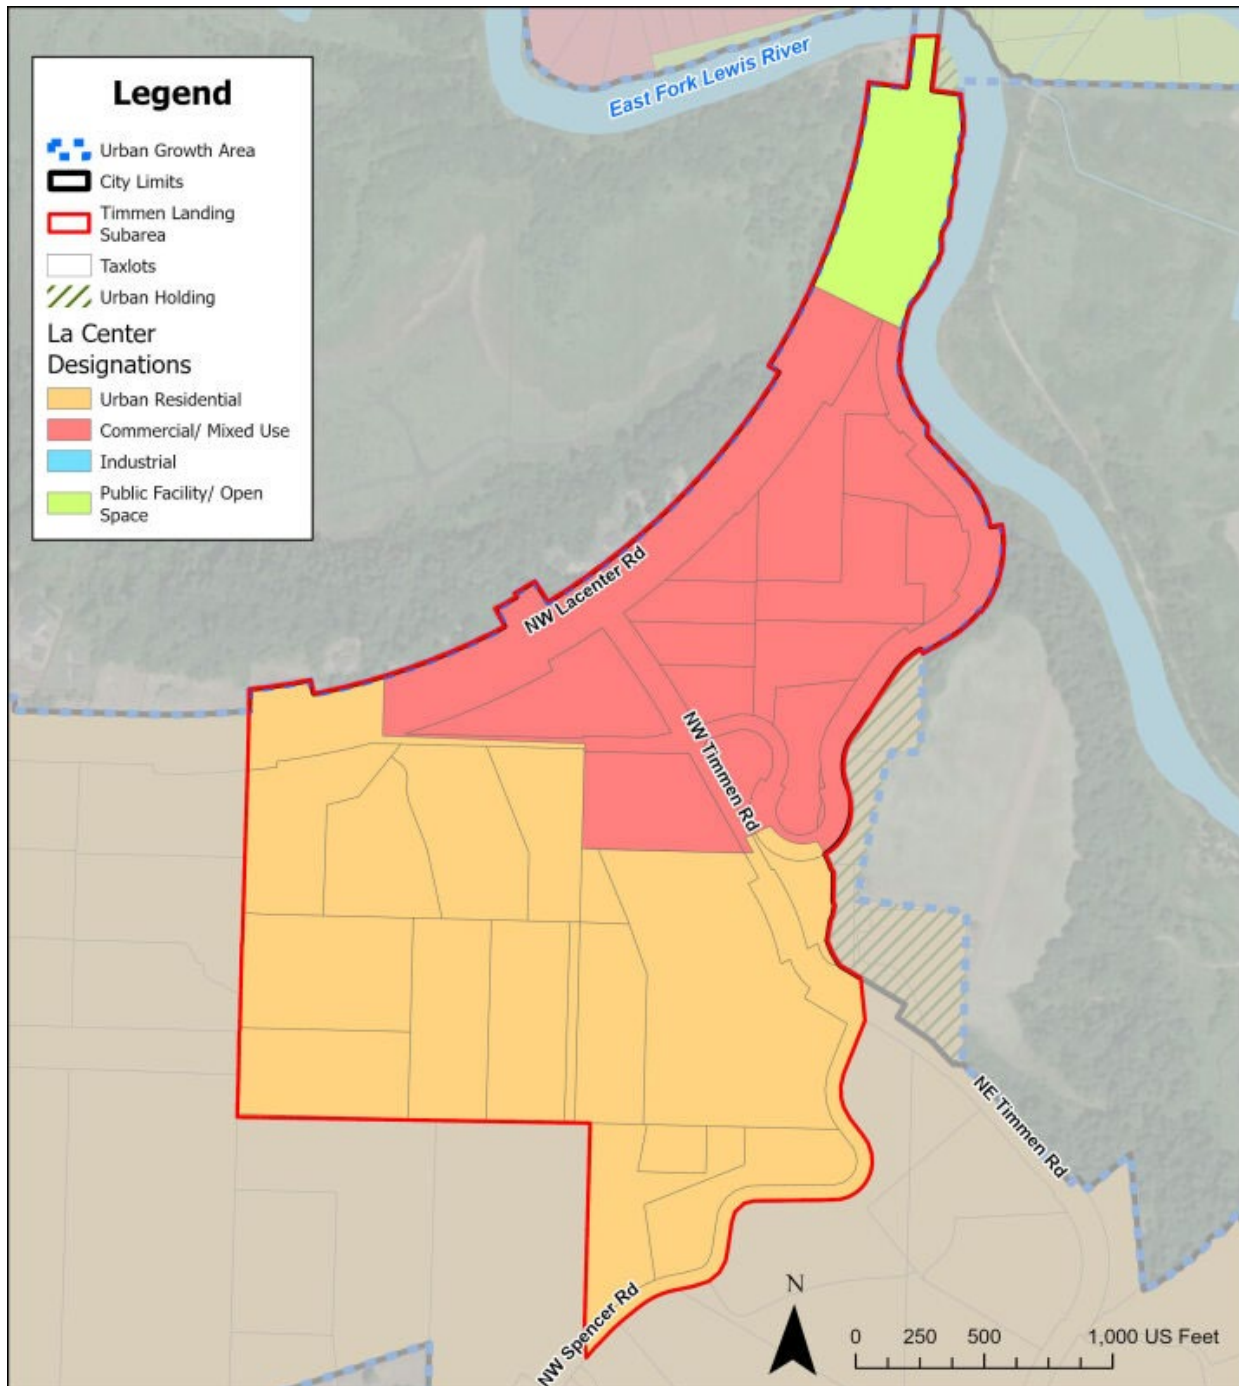 Legend
Urban Growth Area
City Limits
Timmen Landing
Subarea
Taxlots
Urban Holding
La Center
Designations
Urban Residential
Commercial/ Mixed Use
Industrial
Public Facility/ Open
Space
East Fork Lewis River
NW Lacenter Rd
NW Timmen Rd
NE Timmen Rd
NW Spencer Rd
N
0 250 500 1,000 US Feet